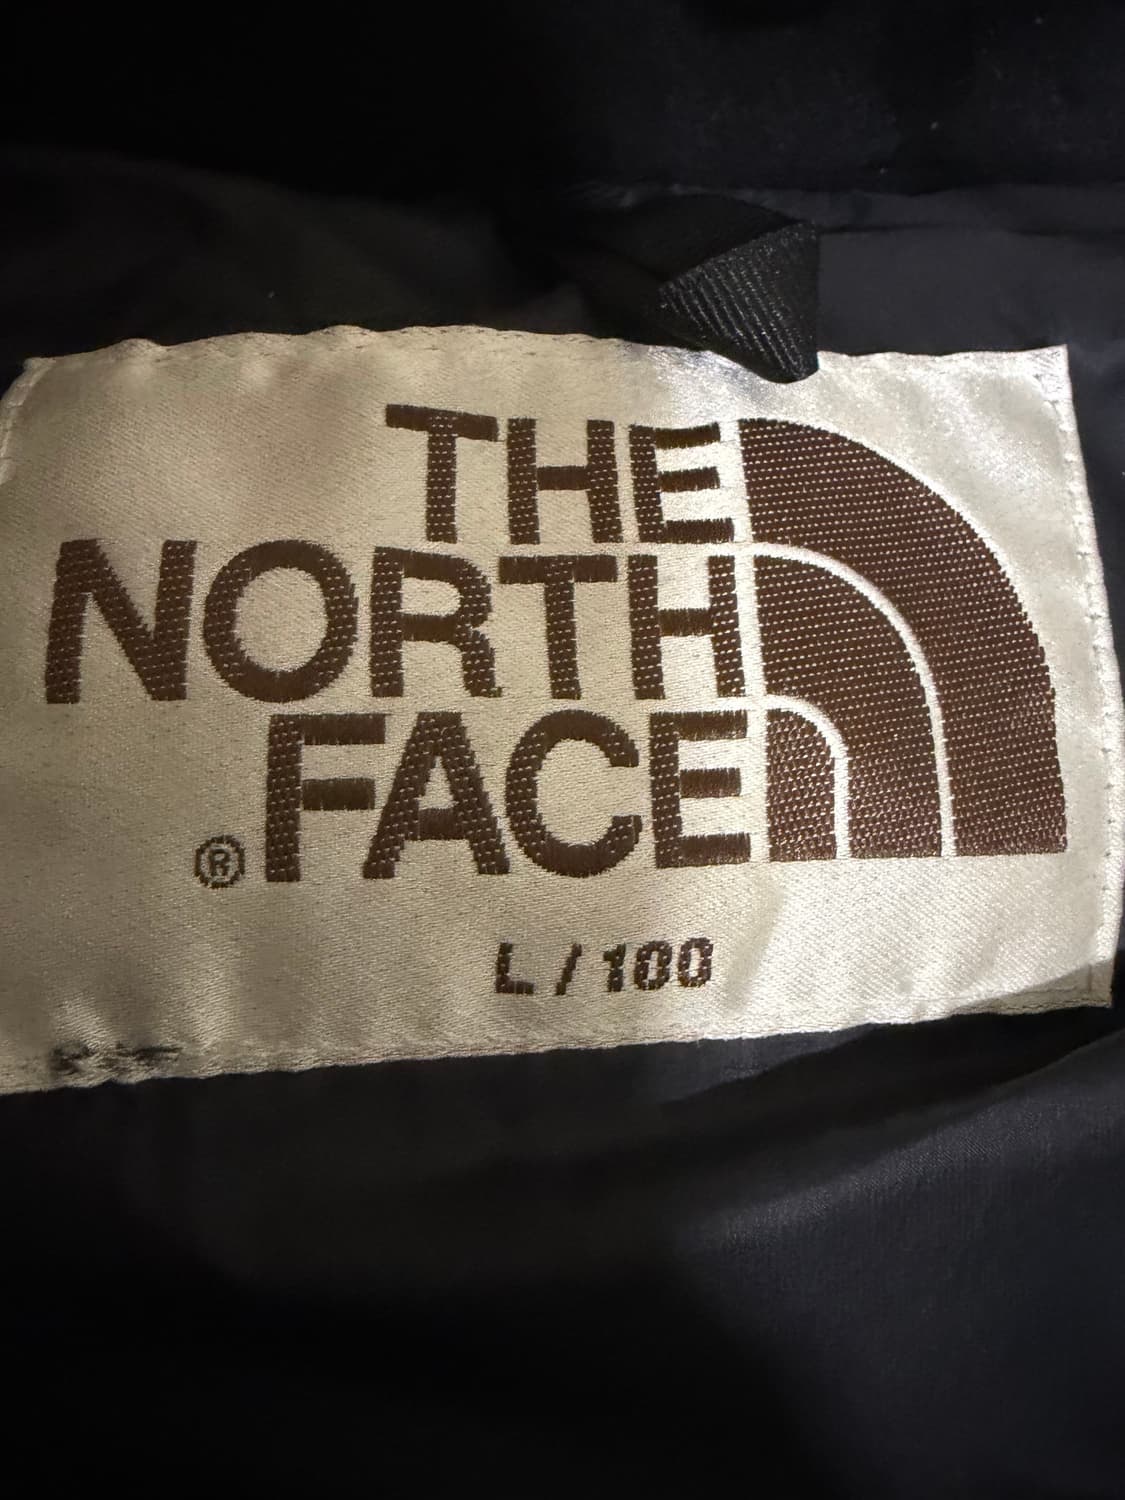 THE
NORTH
FACE
®
L / 100